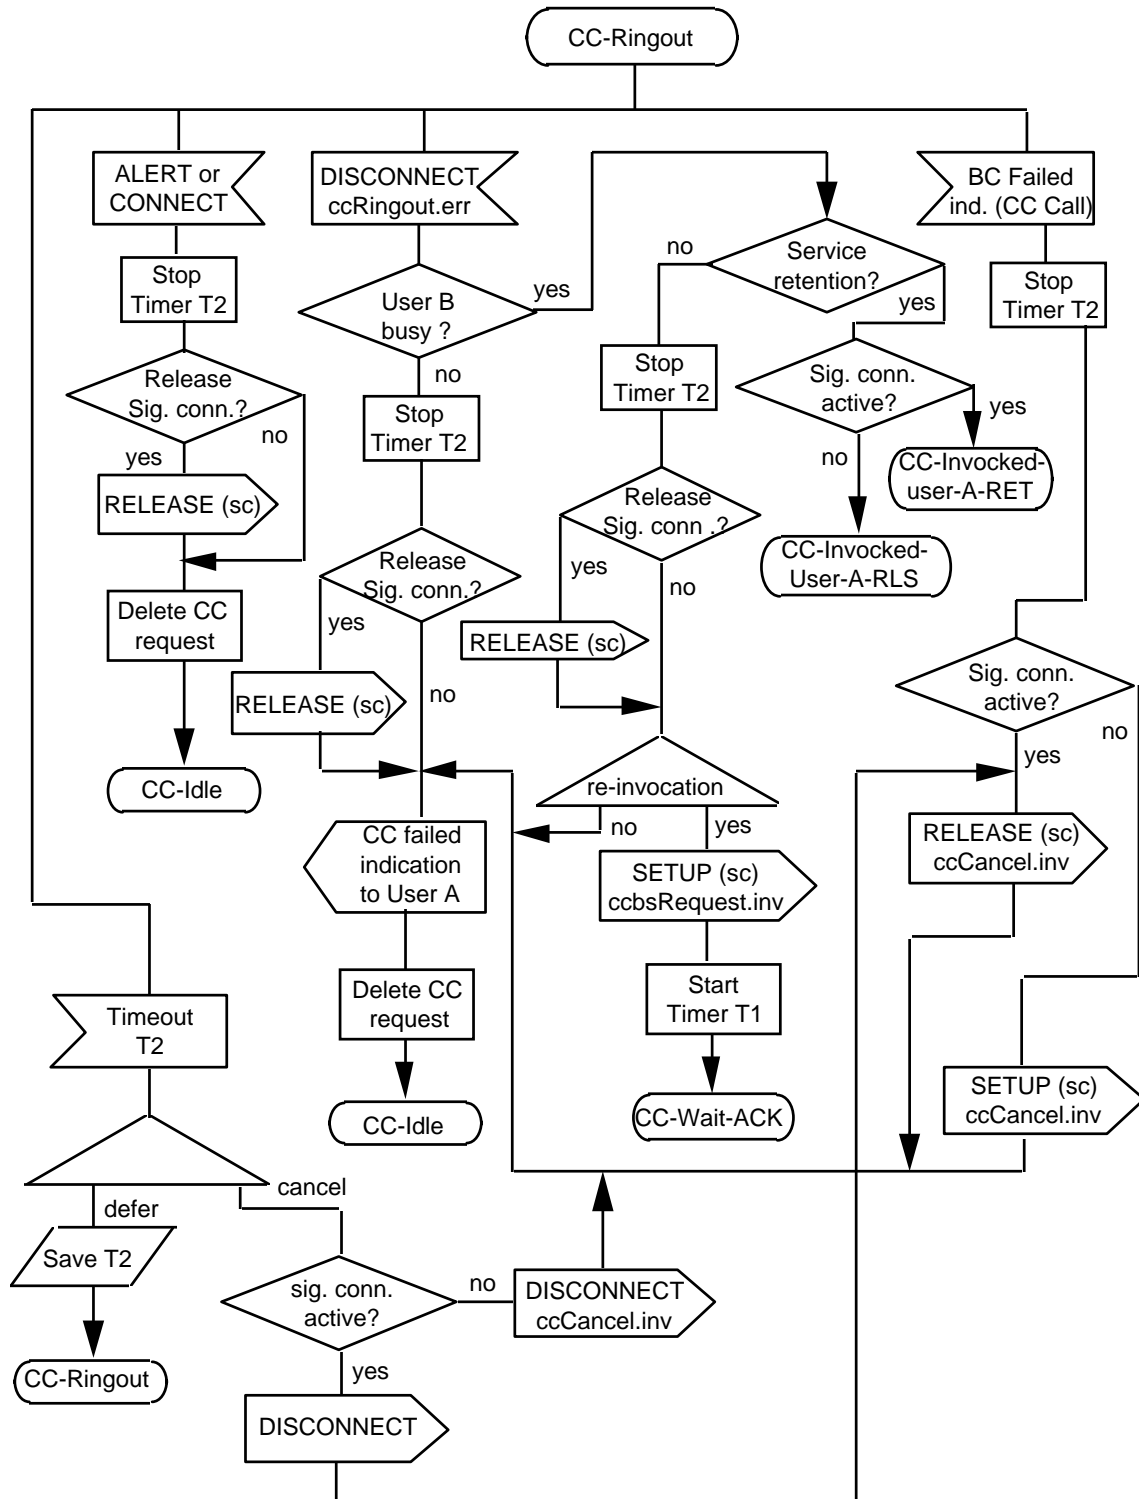 CC-Ringout
ALERT or
CONNECT
DISCONNECT
ccRingout.err
BC Failed
ind. (CC Call)
Stop
Timer T2
User B
busy ?
yes
no
Service
retention?
yes
Stop
Timer T2
Release
Sig. conn.?
no
yes
RELEASE (sc)
Delete CC
request
CC-Idle
no
Stop
Timer T2
Release
Sig. conn.?
yes
RELEASE (sc)
no
CC failed
indication
to User A
Delete CC
request
CC-Idle
Stop
Timer T2
Release
Sig. conn .?
yes
no
RELEASE (sc)
re-invocation
no
yes
SETUP (sc)
ccbsRequest.inv
Start
Timer T1
CC-Wait-ACK
Sig. conn.
active?
yes
no
CC-Invocked-
user-A-RET
CC-Invocked-
User-A-RLS
Sig. conn.
active?
no
yes
RELEASE (sc)
ccCancel.inv
SETUP (sc)
ccCancel.inv
Timeout
T2
cancel
defer
Save T2
CC-Ringout
sig. conn.
active?
no
DISCONNECT
ccCancel.inv
yes
DISCONNECT